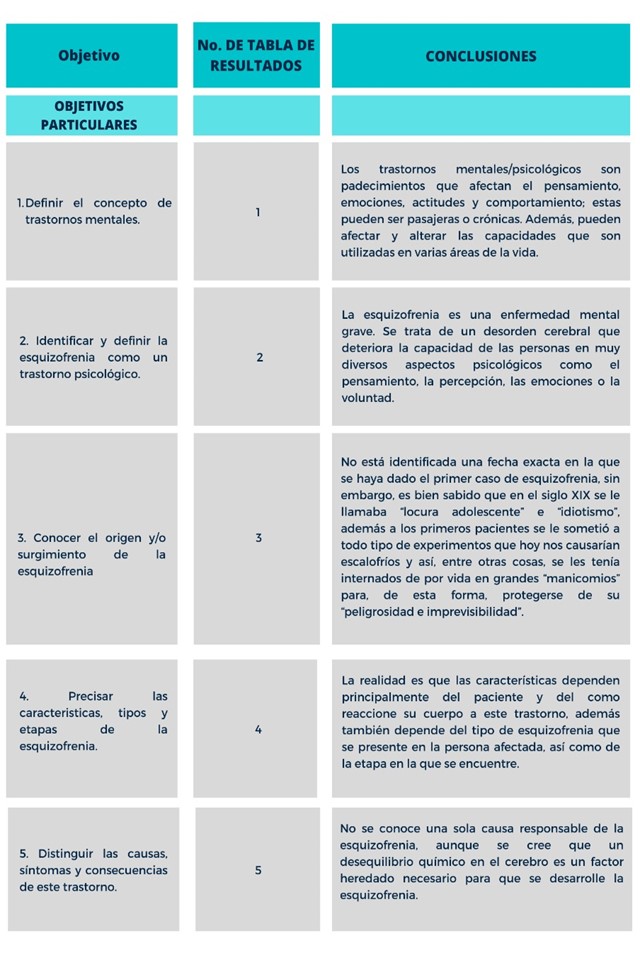 Objetivo
No. DE TABLA DE
RESULTADOS
CONCLUSIONES
OBJETIVOS
PARTICULARES
1. Definir el concepto de
trastornos mentales.
1
Los trastornos mentales/psicológicos son
padecimientos que afectan el pensamiento,
emociones, actitudes y comportamiento; estas
pueden ser pasajeras o crónicas. Además, pueden
afectar y alterar las capacidades que son
utilizadas en varias áreas de la vida.
2. Identificar y definir la
esquizofrenia como un
trastorno psicológico.
2
La esquizofrenia es una enfermedad mental
grave. Se trata de un desorden cerebral que
deteriora la capacidad de las personas en muy
diversos aspectos psicológicos como el
pensamiento, la percepción, las emociones o la
voluntad.
3. Conocer el origen y/o
surgimiento de la
esquizofrenia
3
No está identificada una fecha exacta en la que
se haya dado el primer caso de esquizofrenia, sin
embargo, es bien sabido que en el siglo XIX se le
llamaba “locura adolescente” e “idiotismo”,
además a los primeros pacientes se le sometió a
todo tipo de experimentos que hoy nos causarían
escalofríos y así, entre otras cosas, se les tenía
internados de por vida en grandes “manicomios”
para, de esta forma, protegerse de su
“peligrosidad e imprevisibilidad”.
4. Precisar las
caracteristicas, tipos y
etapas de la
esquizofrenia.
4
La realidad es que las características dependen
principalmente del paciente y del como
reaccione su cuerpo a este trastorno, además
también depende del tipo de esquizofrenia que
se presente en la persona afectada, así como de
la etapa en la que se encuentre.
5. Distinguir las causas,
síntomas y consecuencias
de este trastorno.
5
No se conoce una sola causa responsable de la
esquizofrenia, aunque se cree que un
desequilibrio químico en el cerebro es un factor
heredado necesario para que se desarrolle la
esquizofrenia.